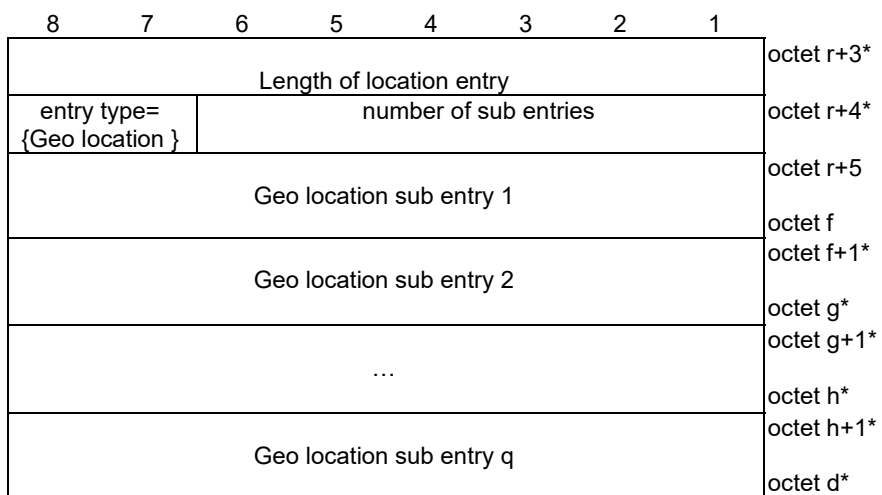 8 7 6 5 4 3 2 1
octet r+3*
Length of location entry
entry type= number of sub entries octet r+4*
{Geo location }
octet r+5
Geo location sub entry 1
octet f
octet f+1*
Geo location sub entry 2
octet g*
octet g+1*
…
octet h*
octet h+1*
Geo location sub entry q
octet d*